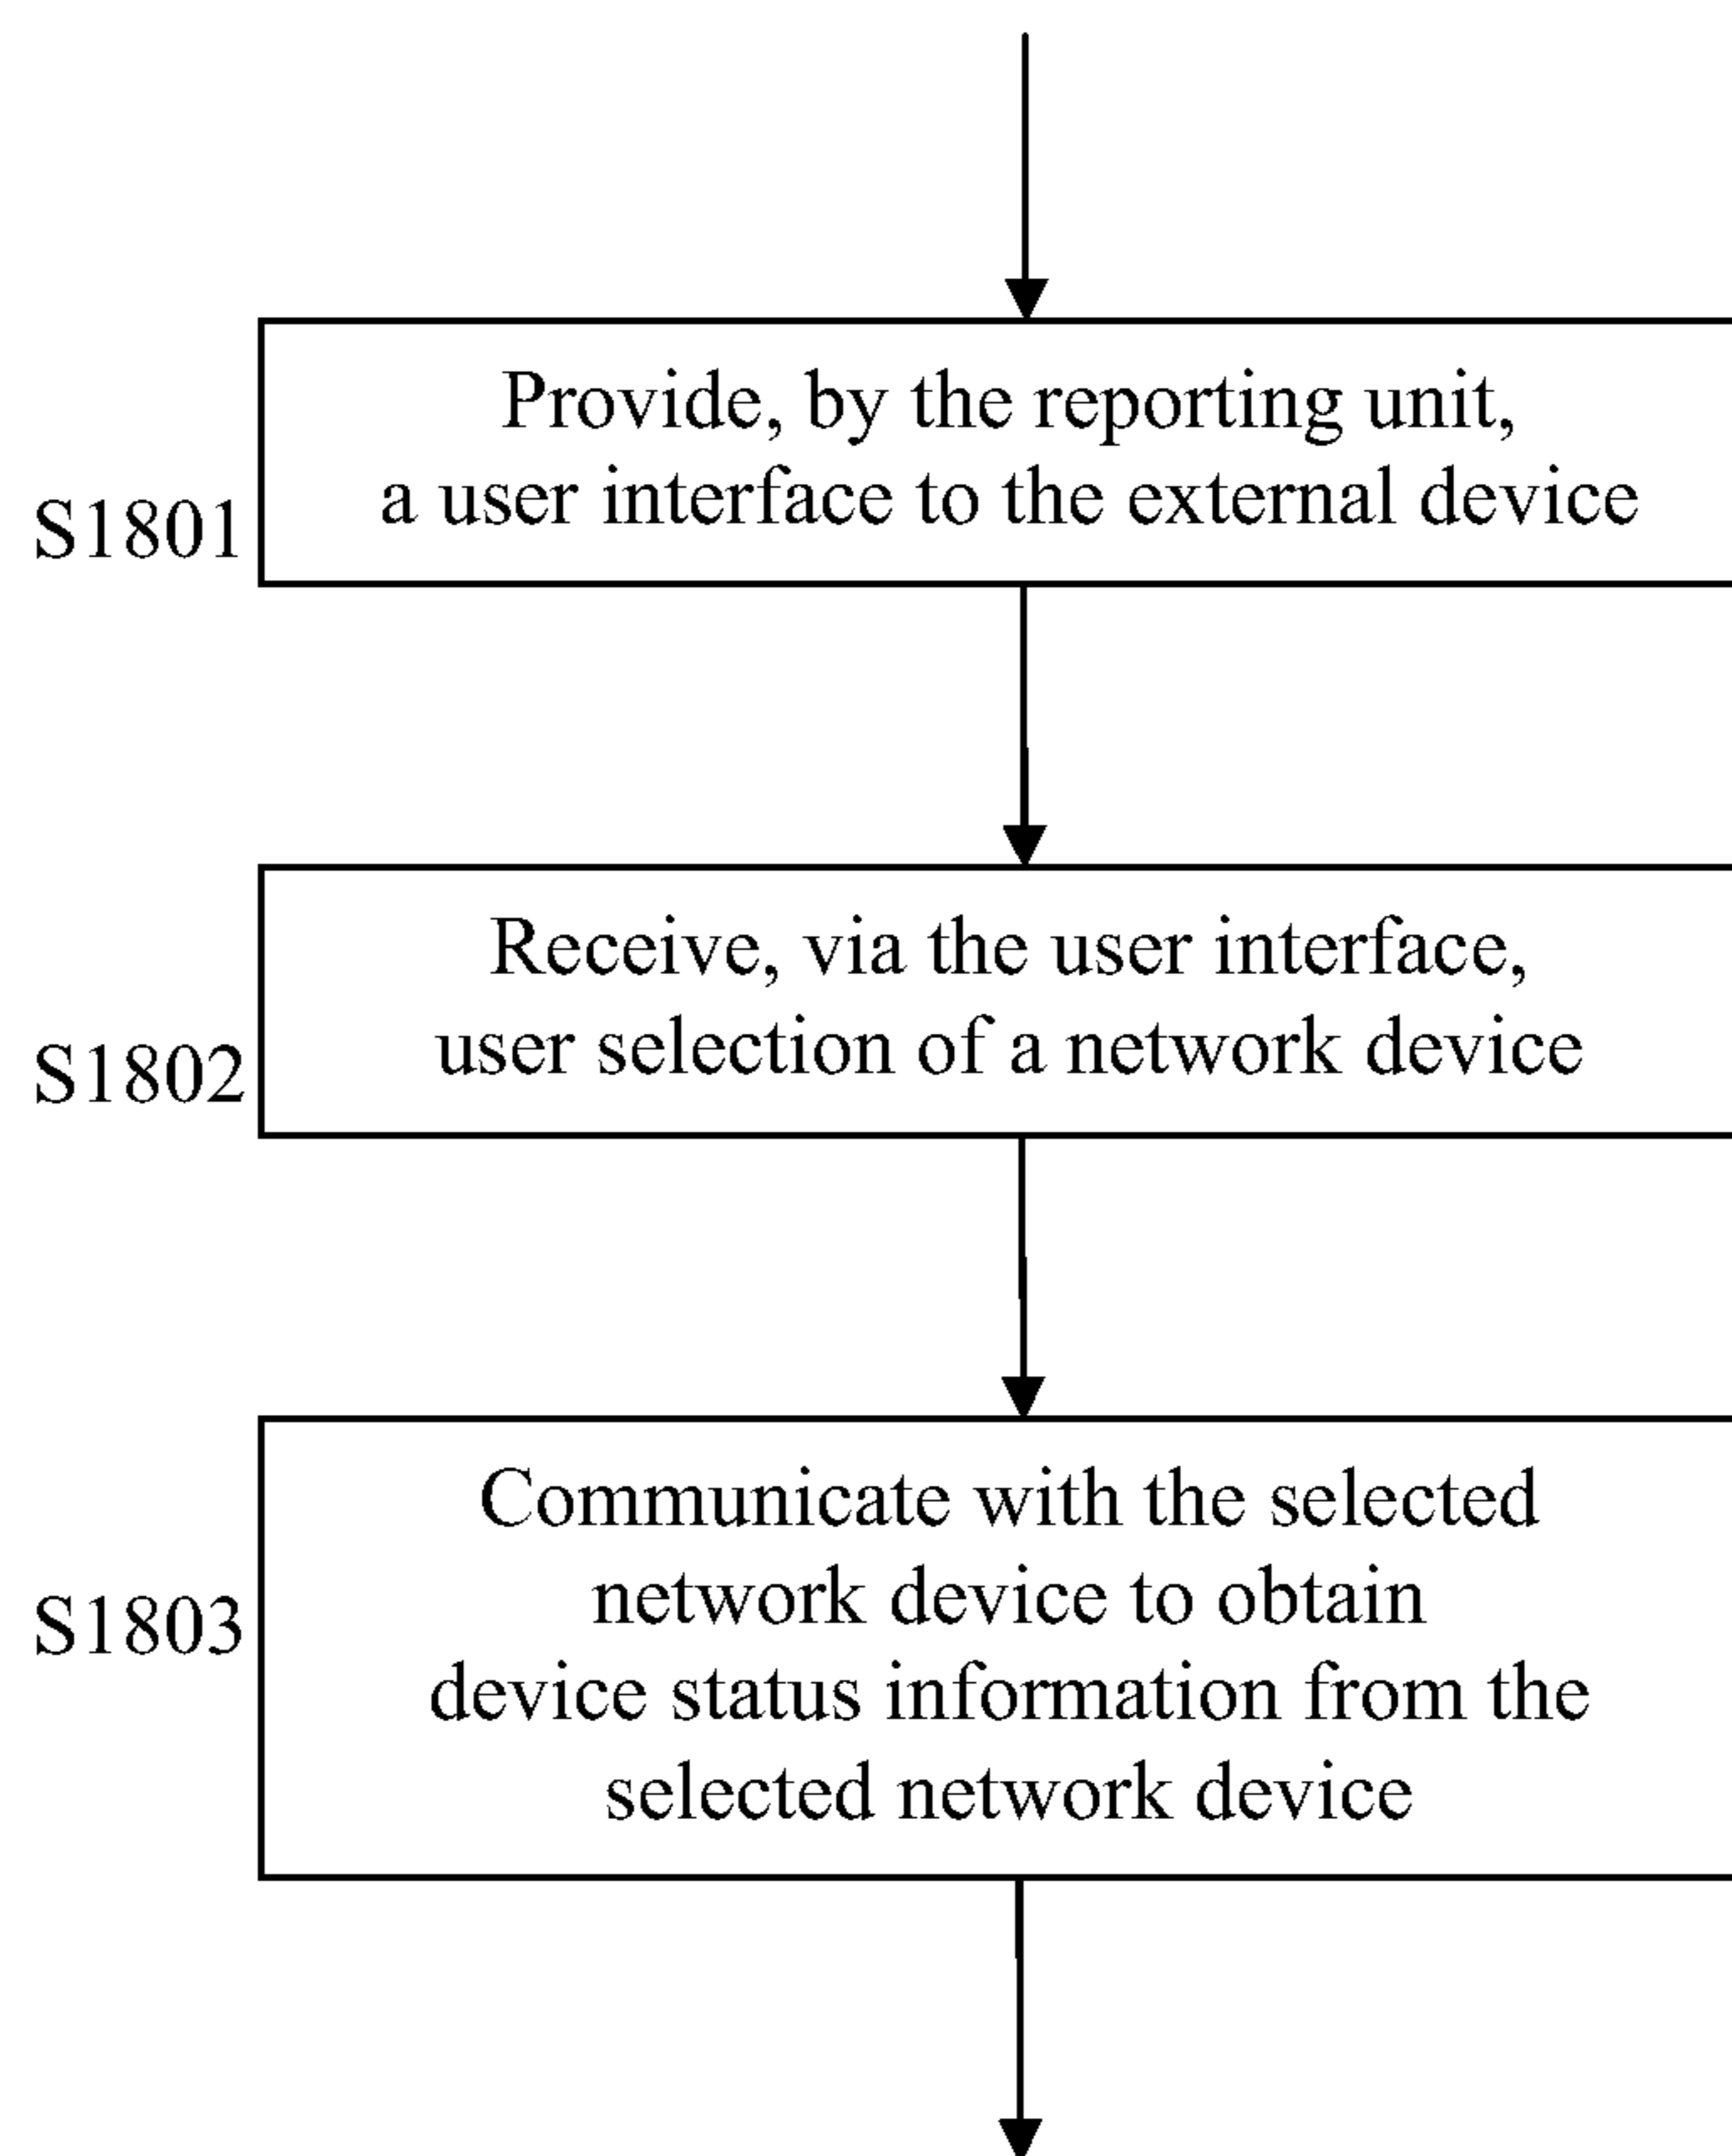 Provide, by the reporting unit,
a user interface to the external device
S1801
Receive, via the user interface,
user selection of a network device
S1802
Communicate with the selected
network device to obtain
S1803
device status information from the
selected network device